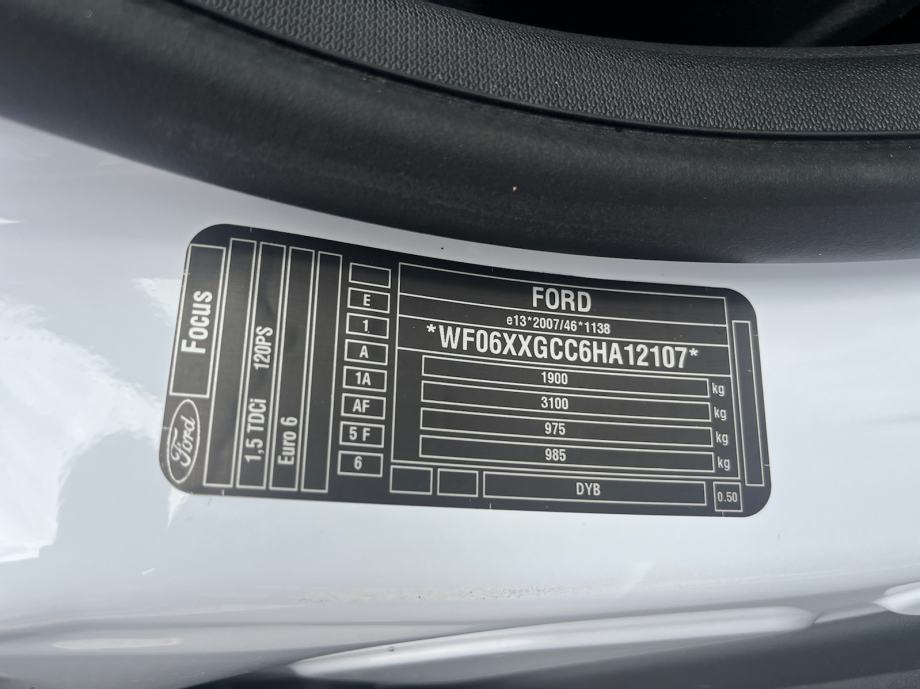 Focus
Ford
1,5 TDCi 120PS
Euro 6
E
1
A
1A
AF
5 F
6
FORD
e13*2007/46*1138
*WF06XXGCC6HA12107*
1900 kg
3100 kg
975 kg
985 kg
DYB
0.50